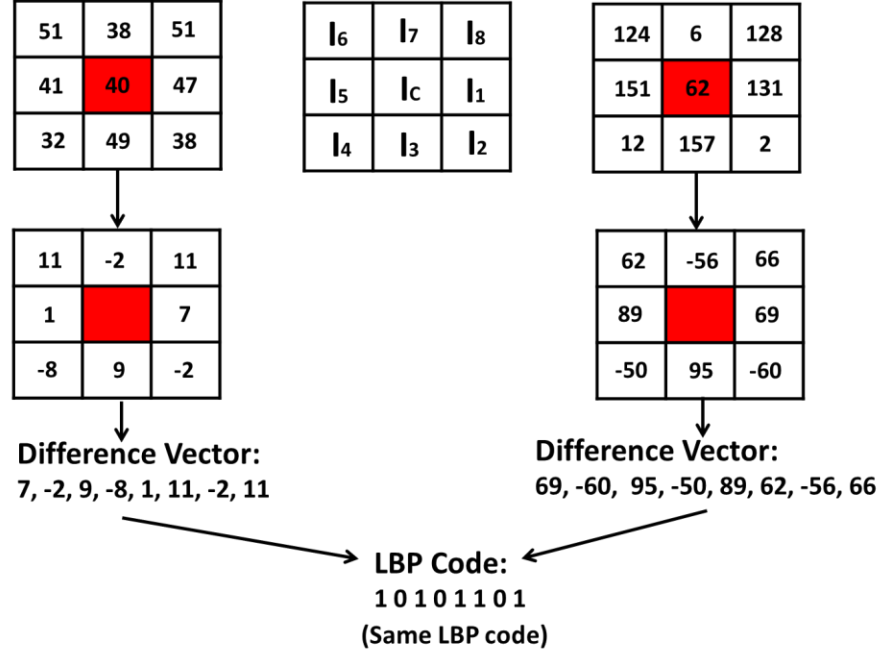 51 38 51
41 40 47
32 49 38
I6 I7 I8
I5 IC I1
I4 I3 I2
124 6 128
151 62 131
12 157 2
11 -2 11
1 7
-8 9 -2
62 -56 66
89 69
-50 95 -60
Difference Vector:
7, -2, 9, -8, 1, 11, -2, 11
Difference Vector:
69, -60, 95, -50, 89, 62, -56, 66
LBP Code:
1 0 1 0 1 1 0 1
(Same LBP code)